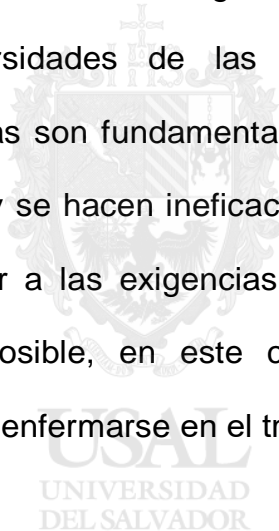 rsidades de las
as son fundamenta
y se hacen ineficac
r a las exigencias
osible, en este c
enfermarse en el tr
USAL
UNIVERSIDAD
DEL SALVADOR